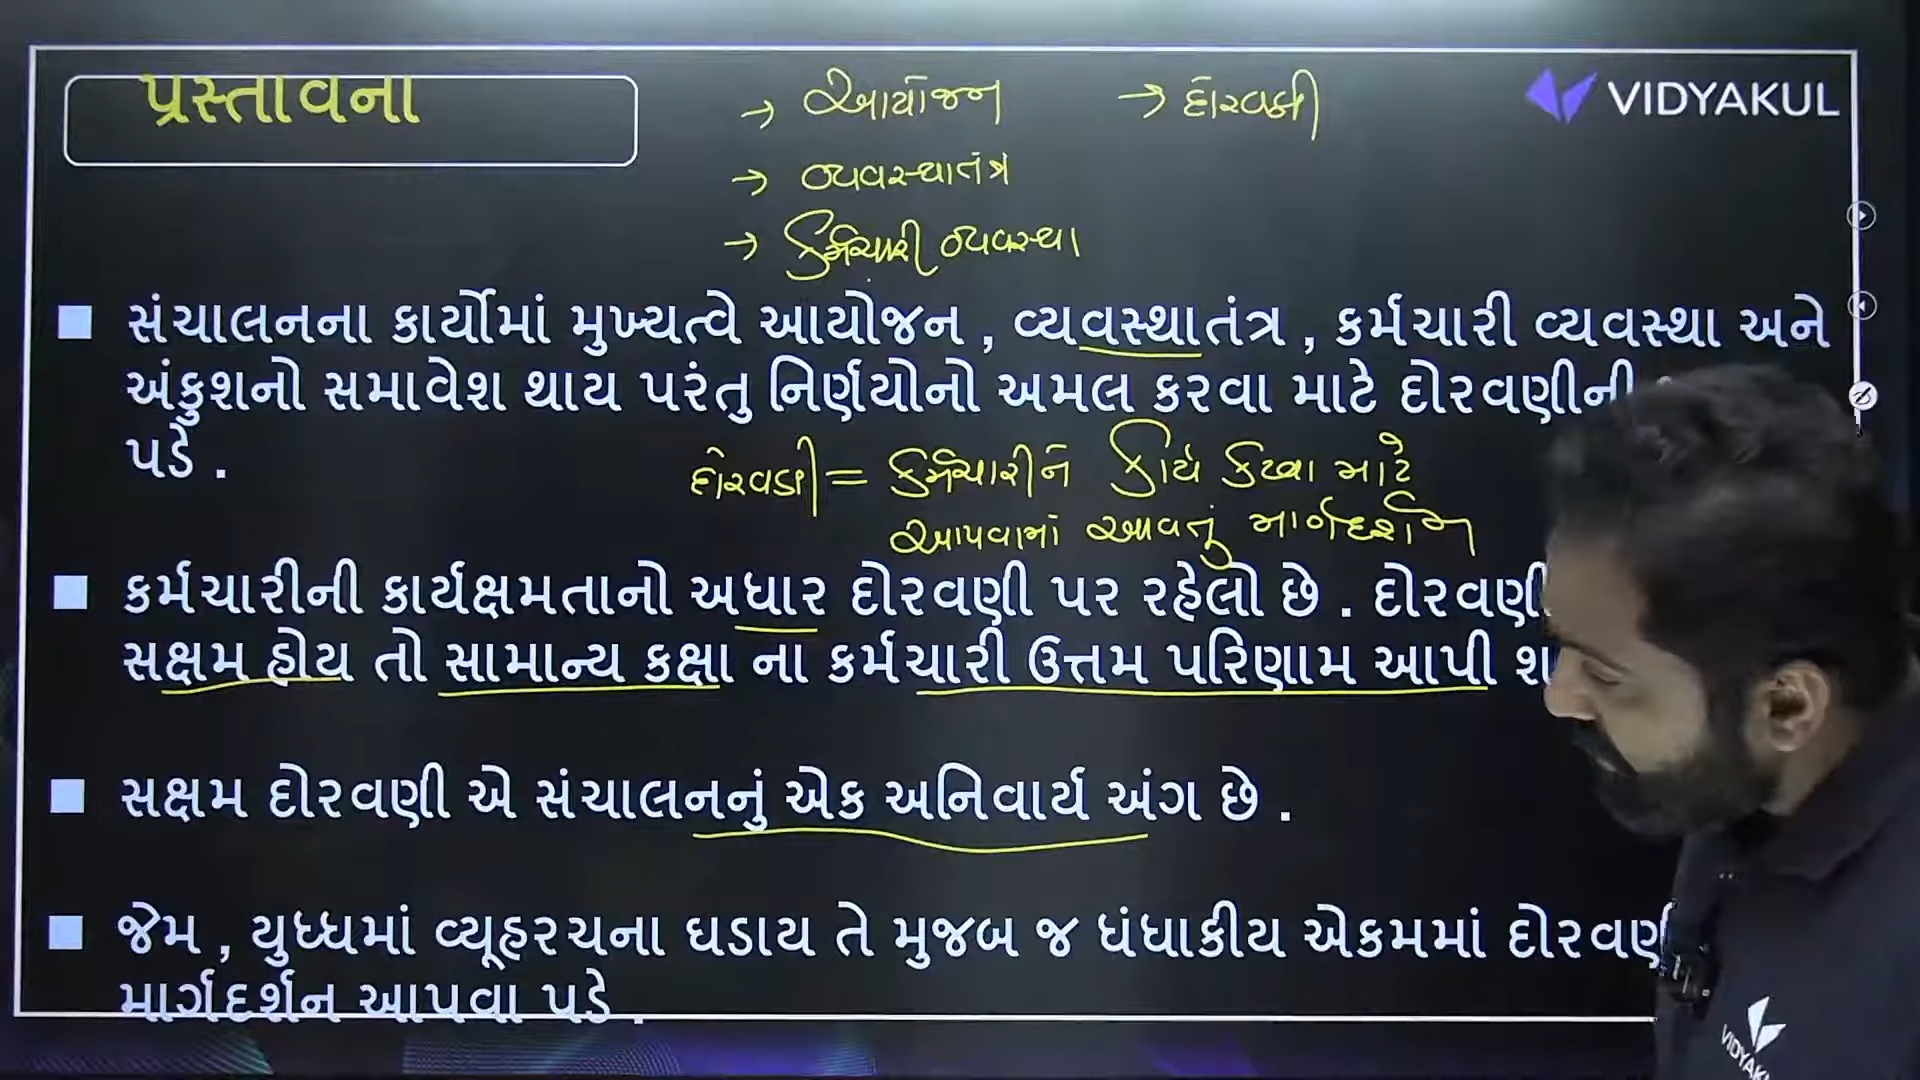 પ્રસ્તાવના
→ આયોજન → દોરવણી
VIDYAKUL
→ વ્યવસ્થાતંત્ર
→ કર્મચારી વ્યવસ્થા
■ સંચાલનના કાર્યોમાં મુખ્યત્વે આયોજન , વ્યવસ્થાતંત્ર , કર્મચારી વ્યવસ્થા અને
અંકુશનો સમાવેશ થાય પરંતુ નિર્ણયોનો અમલ કરવા માટે દોરવણીની
પડે .
દોરવણી = કર્મચારીને કાર્ય કરવા માટે
આપવામાં આવતું માર્ગદર્શન
■ કર્મચારીની કાર્યક્ષમતાનો અધાર દોરવણી પર રહેલો છે . દોરવણી
સક્ષમ હોય તો સામાન્ય કક્ષા ના કર્મચારી ઉત્તમ પરિણામ આપી
■ સક્ષમ દોરવણી એ સંચાલનનું એક અનિવાર્ય અંગ છે .
■ જેમ , યુધ્ધમાં વ્યૂહરચના ઘડાય તે મુજબ જ ધંધાકીય એકમમાં
માર્ગદર્શન આપવા પડે .